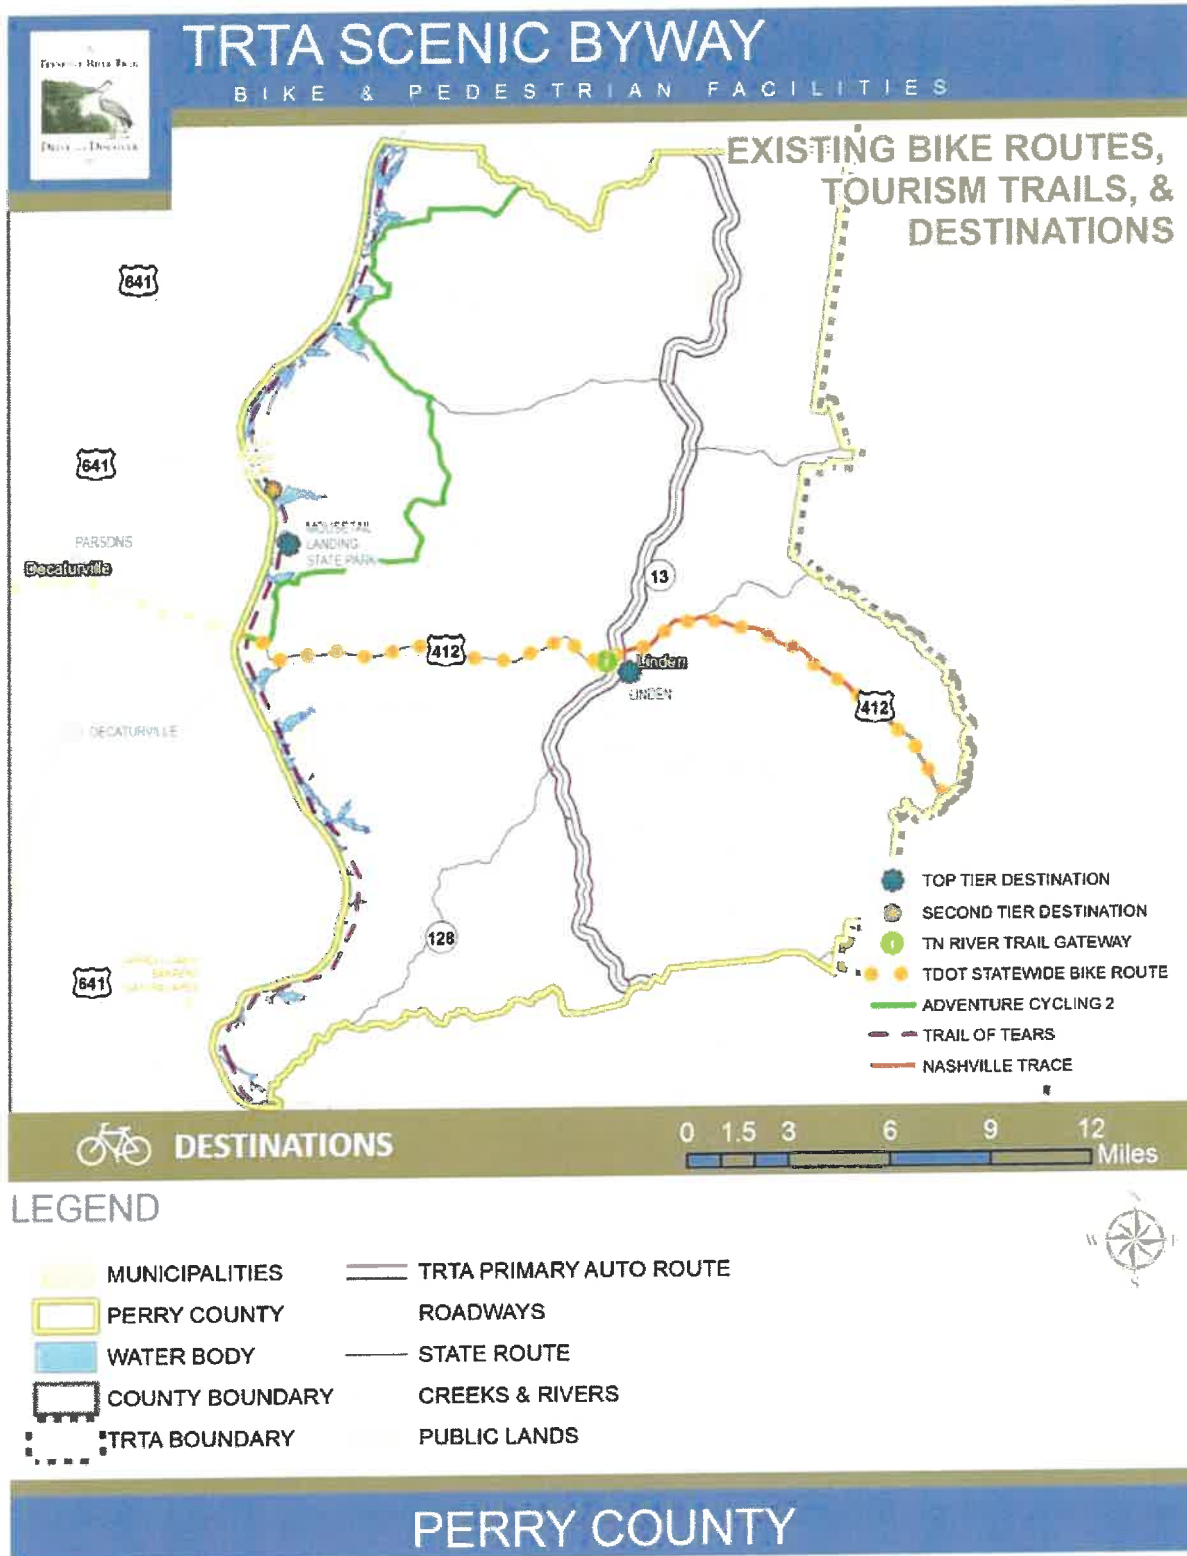 TRTA SCENIC BYWAY
BIKE & PEDESTRIAN FACILITIES
EXISTING BIKE ROUTES,
TOURISM TRAILS, &
DESTINATIONS
641
641
PARSONS
Decaturville
MOUSETAIL
LANDING
STATE PARK
13
412
Linden
LINDEN
412
DECATURVILLE
128
641
TOP TIER DESTINATION
SECOND TIER DESTINATION
TN RIVER TRAIL GATEWAY
TDOT STATEWIDE BIKE ROUTE
ADVENTURE CYCLING 2
TRAIL OF TEARS
NASHVILLE TRACE
DESTINATIONS
0 1.5 3 6 9 12
Miles
LEGEND
MUNICIPALITIES
PERRY COUNTY
WATER BODY
COUNTY BOUNDARY
TRTA BOUNDARY
TRTA PRIMARY AUTO ROUTE
ROADWAYS
STATE ROUTE
CREEKS & RIVERS
PUBLIC LANDS
N
W E
S
PERRY COUNTY